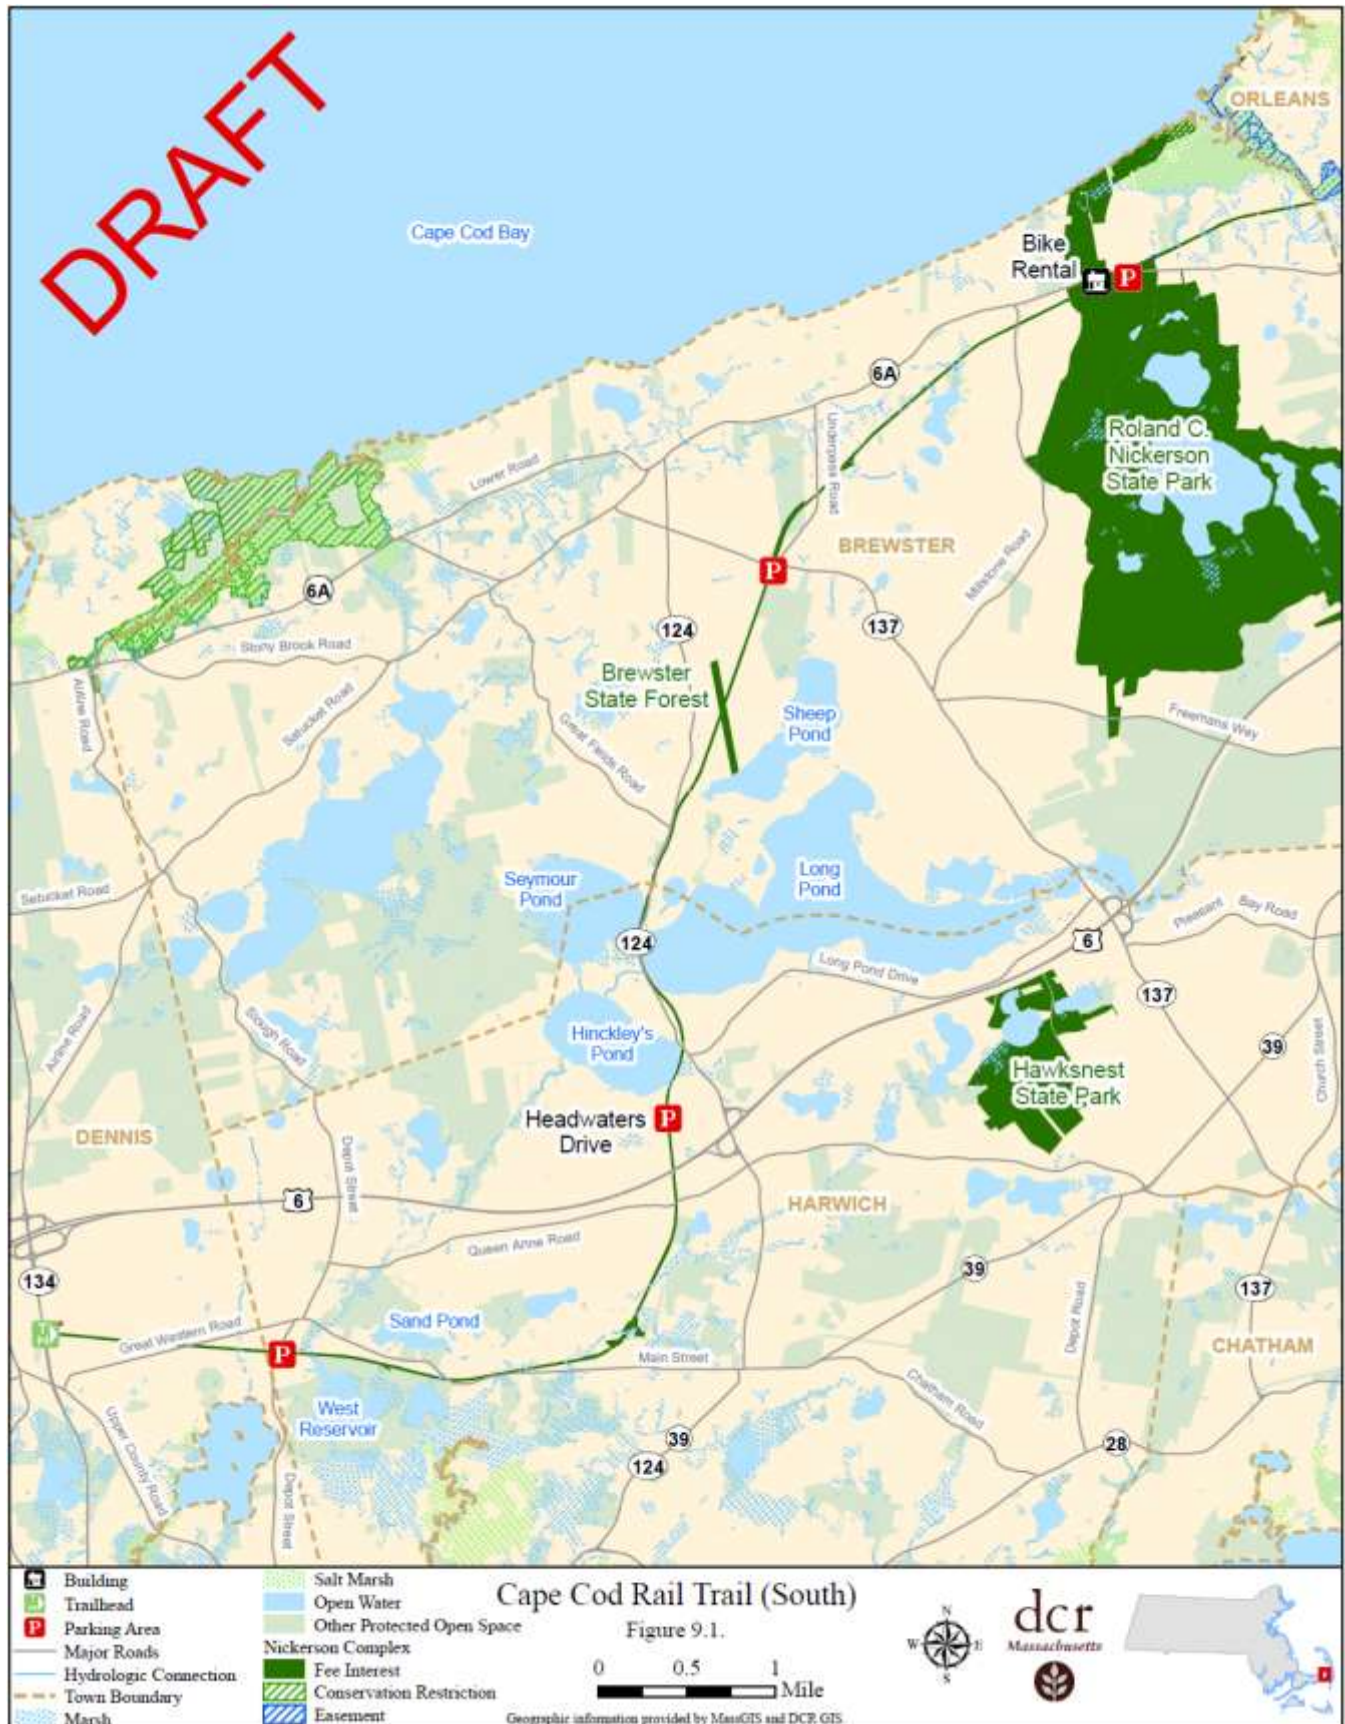 DRAFT
ORLEANS
Cape Cod Bay
Bike
Rental
P
6A
Roland C.
Nickerson
State Park
Underpass Road
Lower Road
BREWSTER
P
Millstone Road
6A
124
137
Stony Brook Road
Brewster
State Forest
Airline Road
Satucket Road
Sheep
Pond
Great Fields Road
Freemans Way
Seymour
Pond
Long
Pond
Setucket Road
Pleasant Bay Road
124
6
Long Pond Drive
137
Airline Road
Slough Road
Hinckley's
Pond
39
Church Street
Hawksnest
State Park
Headwaters
Drive
P
DENNIS
Depot Street
6
HARWICH
Queen Anne Road
134
39
137
Sand Pond
Depot Road
Great Western Road
P
Main Street
CHATHAM
Chatham Road
West
Reservoir
Upper County Road
39
28
124
Depot Street
Building
Trailhead
P Parking Area
Major Roads
Hydrologic Connection
Town Boundary
Marsh
Salt Marsh
Open Water
Other Protected Open Space
Nickerson Complex
Fee Interest
Conservation Restriction
Easement
Cape Cod Rail Trail (South)
Figure 9.1.
0 0.5 1
Mile
Geographic information provided by MassGIS and DCR GIS.
N
W E
S
dcr
Massachusetts